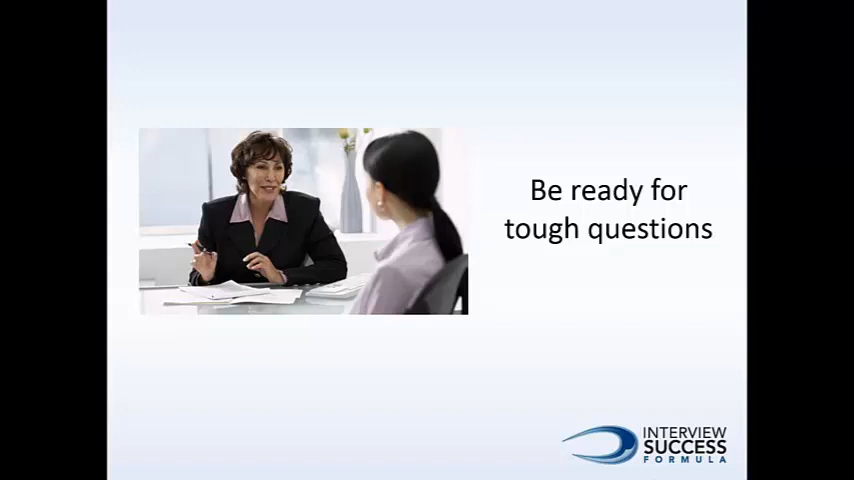 Be ready for
tough questions
INTERVIEW
SUCCESS
FORMULA